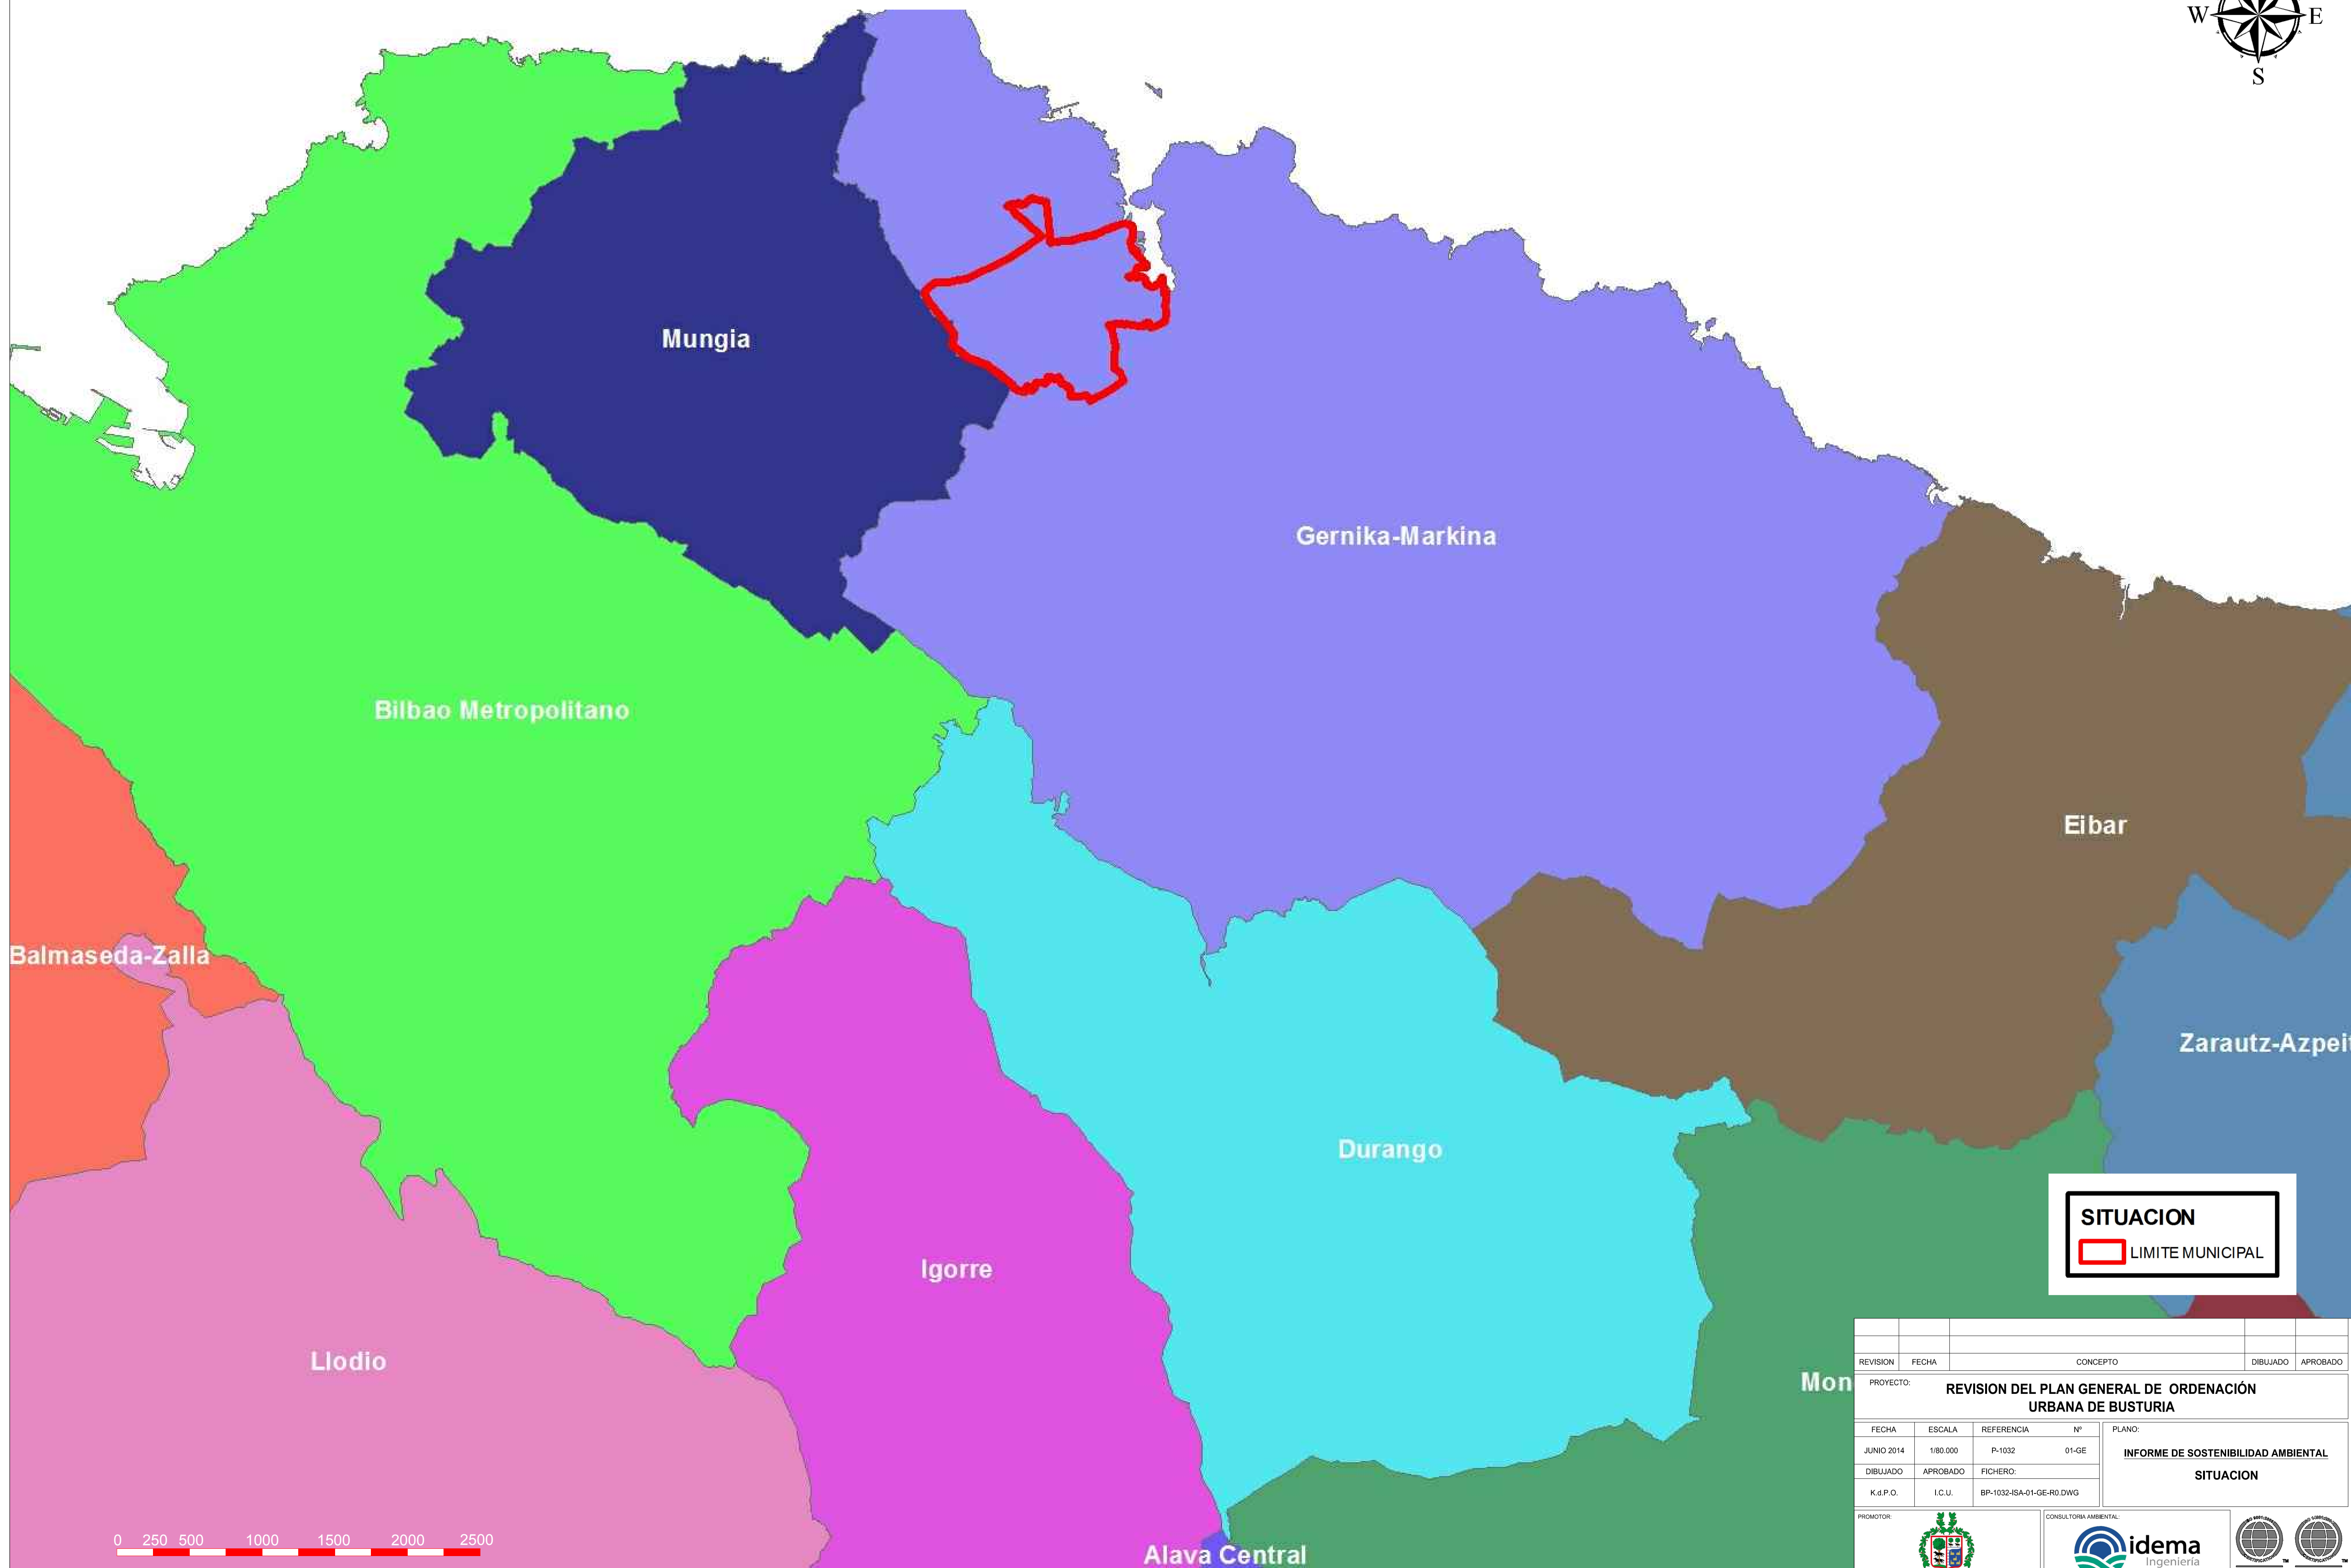 W E
S
Mungia
Gernika-Markina
Bilbao Metropolitano
Eibar
Balmaseda-Zalla
Zarautz-Azpeit
Durango
Igorre
Llodio
Mon
Alava Central
0 250 500 1000 1500 2000 2500
SITUACION
LIMITE MUNICIPAL
REVISION FECHA CONCEPTO DIBUJADO APROBADO
PROYECTO:
REVISION DEL PLAN GENERAL DE ORDENACIÓN
URBANA DE BUSTURIA
FECHA ESCALA REFERENCIA Nº
JUNIO 2014 1/80.000 P-1032 01-GE
DIBUJADO APROBADO FICHERO:
K.d.P.O. I.C.U. BP-1032-ISA-01-GE-R0.DWG
PLANO:
INFORME DE SOSTENIBILIDAD AMBIENTAL
SITUACION
PROMOTOR:
CONSULTORIA AMBIENTAL:
idema
Ingeniería
TM TM